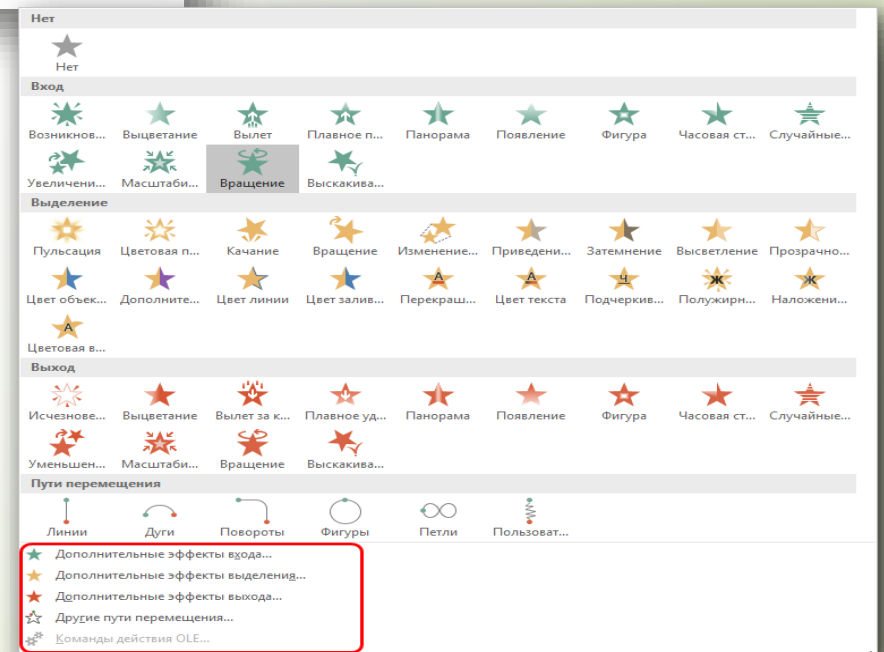 Нет
Нет
Вход
Возникнов... Выцветание Вылет Плавное п... Панорама Появление Фигура Часовая ст... Случайные...
Увеличени... Масштаби... Вращение Выскакива...
Выделение
Пульсация Цветовая п... Качание Вращение Изменение... Приведени... Затемнение Высветление Прозрачно...
Цвет объек... Дополните... Цвет линии Цвет залив... Перекраш... Цвет текста Подчеркив... Полужирн... Наложени...
Цветовая в...
Выход
Исчезнове... Выцветание Вылет за к... Плавное уд... Панорама Появление Фигура Часовая ст... Случайные...
Уменьшен... Масштаби... Вращение Выскакива...
Пути перемещения
Линии Дуги Повороты Фигуры Петли Пользоват...
Дополнительные эффекты входа...
Дополнительные эффекты выделения...
Дополнительные эффекты выхода...
Другие пути перемещения...
Команды действия OLE...